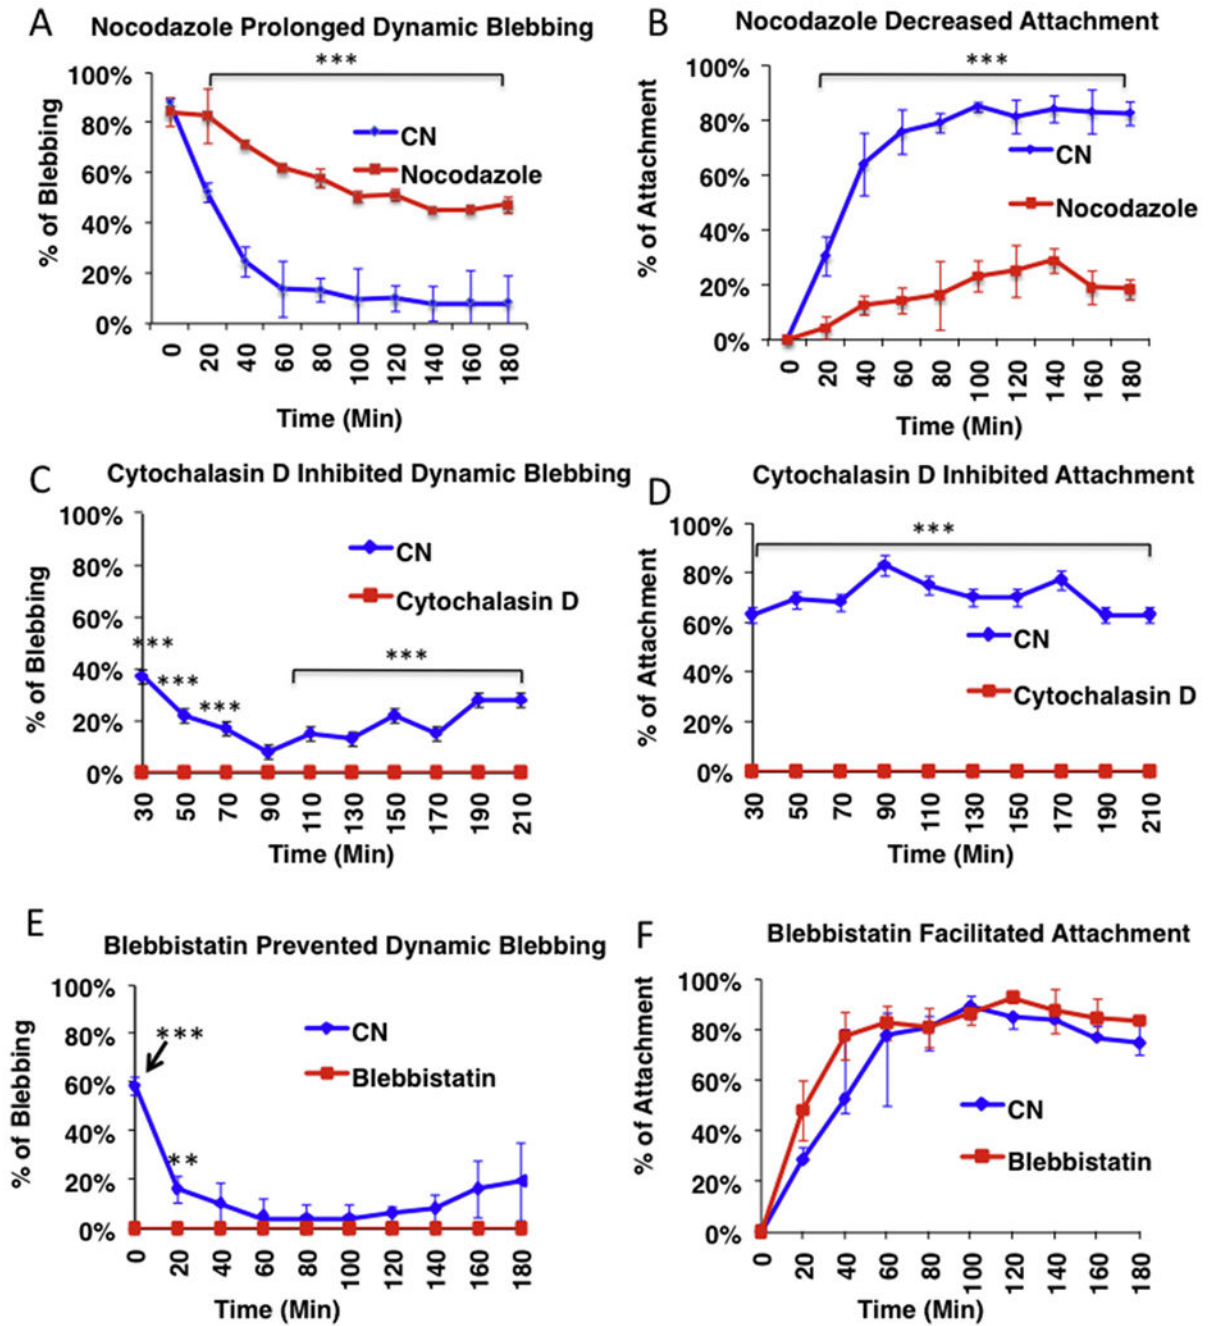 A
Nocodazole Prolonged Dynamic Blebbing
***
100%
80%
60%
40%
20%
0%
% of Blebbing
CN
Nocodazole
0 20 40 60 80 100 120 140 160 180
Time (Min)
B
Nocodazole Decreased Attachment
***
100%
80%
60%
40%
20%
0%
% of Attachment
CN
Nocodazole
0 20 40 60 80 100 120 140 160 180
Time (Min)
C
Cytochalasin D Inhibited Dynamic Blebbing
100%
80%
60%
40%
20%
0%
% of Blebbing
CN
Cytochalasin D
***
***
***
***
30 50 70 90 110 130 150 170 190 210
Time (Min)
D
Cytochalasin D Inhibited Attachment
***
100%
80%
60%
40%
20%
0%
% of Attachment
CN
Cytochalasin D
30 50 70 90 110 130 150 170 190 210
Time (Min)
E
Blebbistatin Prevented Dynamic Blebbing
100%
80%
60%
40%
20%
0%
% of Blebbing
***
**
CN
Blebbistatin
0 20 40 60 80 100 120 140 160 180
Time (Min)
F
Blebbistatin Facilitated Attachment
100%
80%
60%
40%
20%
0%
% of Attachment
CN
Blebbistatin
0 20 40 60 80 100 120 140 160 180
Time (Min)